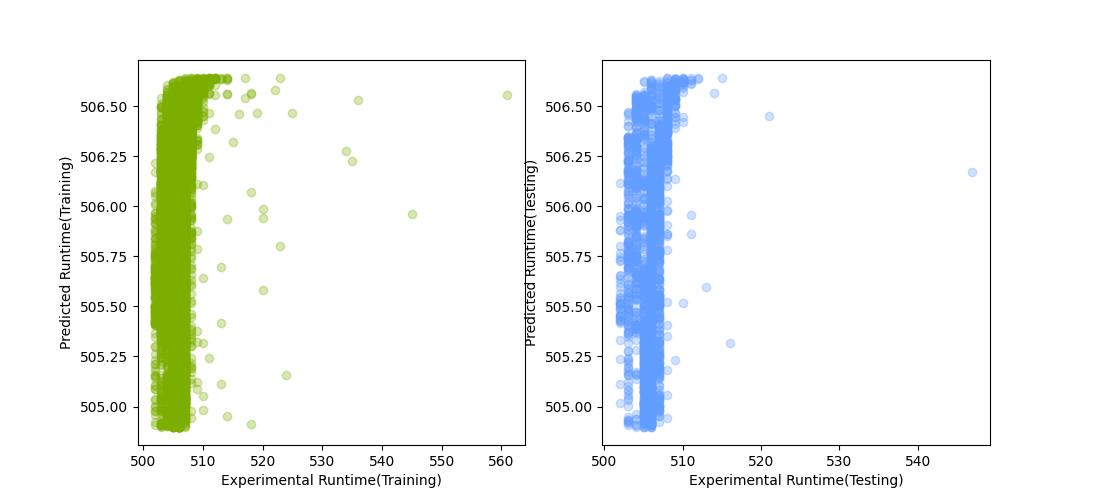 506.50
506.25
506.00
505.75
505.50
505.25
505.00
Predicted Runtime(Training)
500 510 520 530 540 550 560
Experimental Runtime(Training)
506.50
506.25
506.00
505.75
505.50
505.25
505.00
Predicted Runtime(Testing)
500 510 520 530 540
Experimental Runtime(Testing)